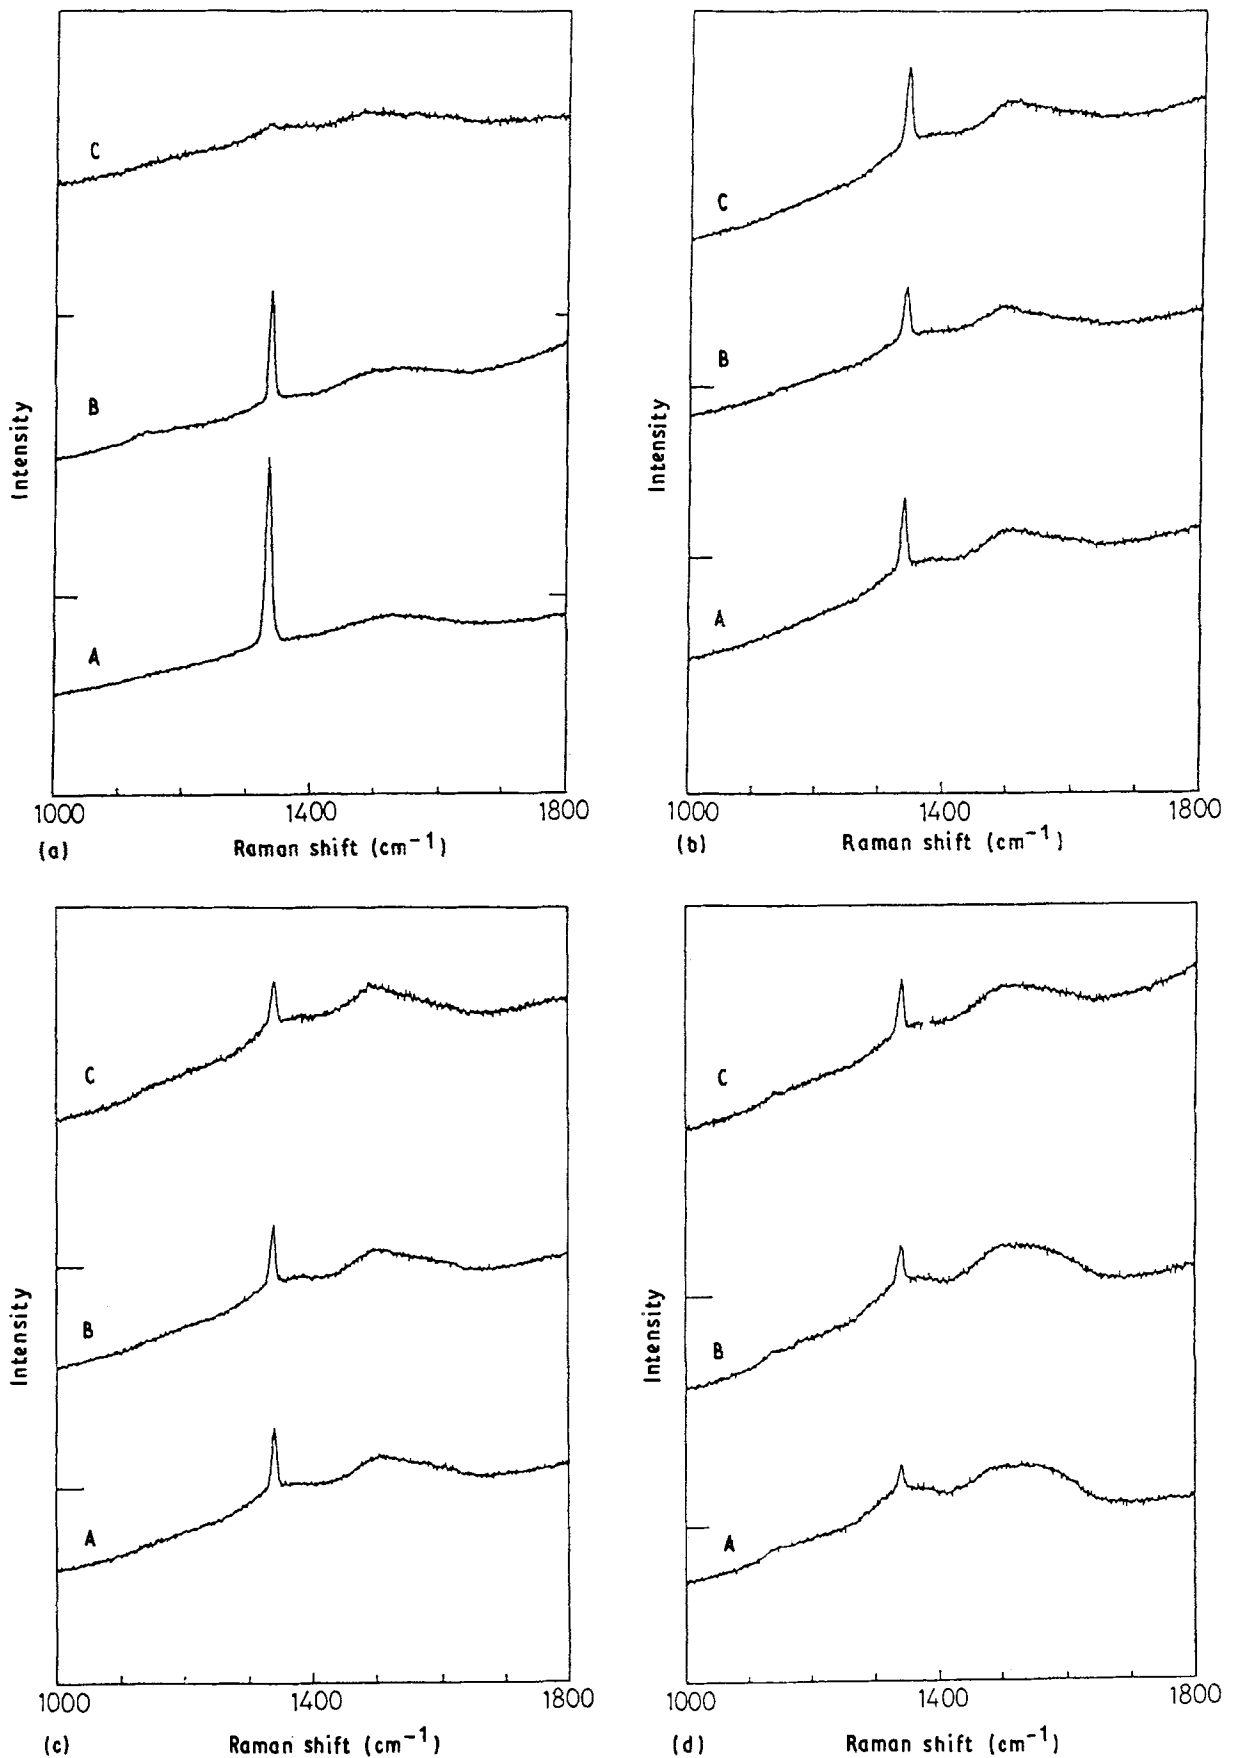 C
B
A
Intensity
1000 1400 1800
(a) Raman shift (cm⁻¹)
C
B
A
Intensity
1000 1400 1800
(b) Raman shift (cm⁻¹)
C
B
A
Intensity
1000 1400 1800
(c) Raman shift (cm⁻¹)
C
B
A
Intensity
1000 1400 1800
(d) Raman shift (cm⁻¹)